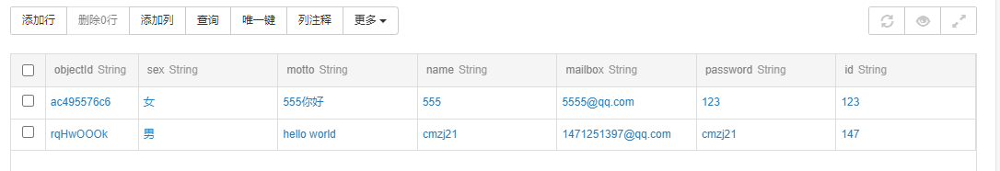 添加行 删除0行 添加列 查询 唯一键 列注释 更多
objectId String sex String motto String name String mailbox String password String id String
ac495576c6 女 555你好 555 5555@qq.com 123 123
rqHwOOOk 男 hello world cmzj21 1471251397@qq.com cmzj21 147